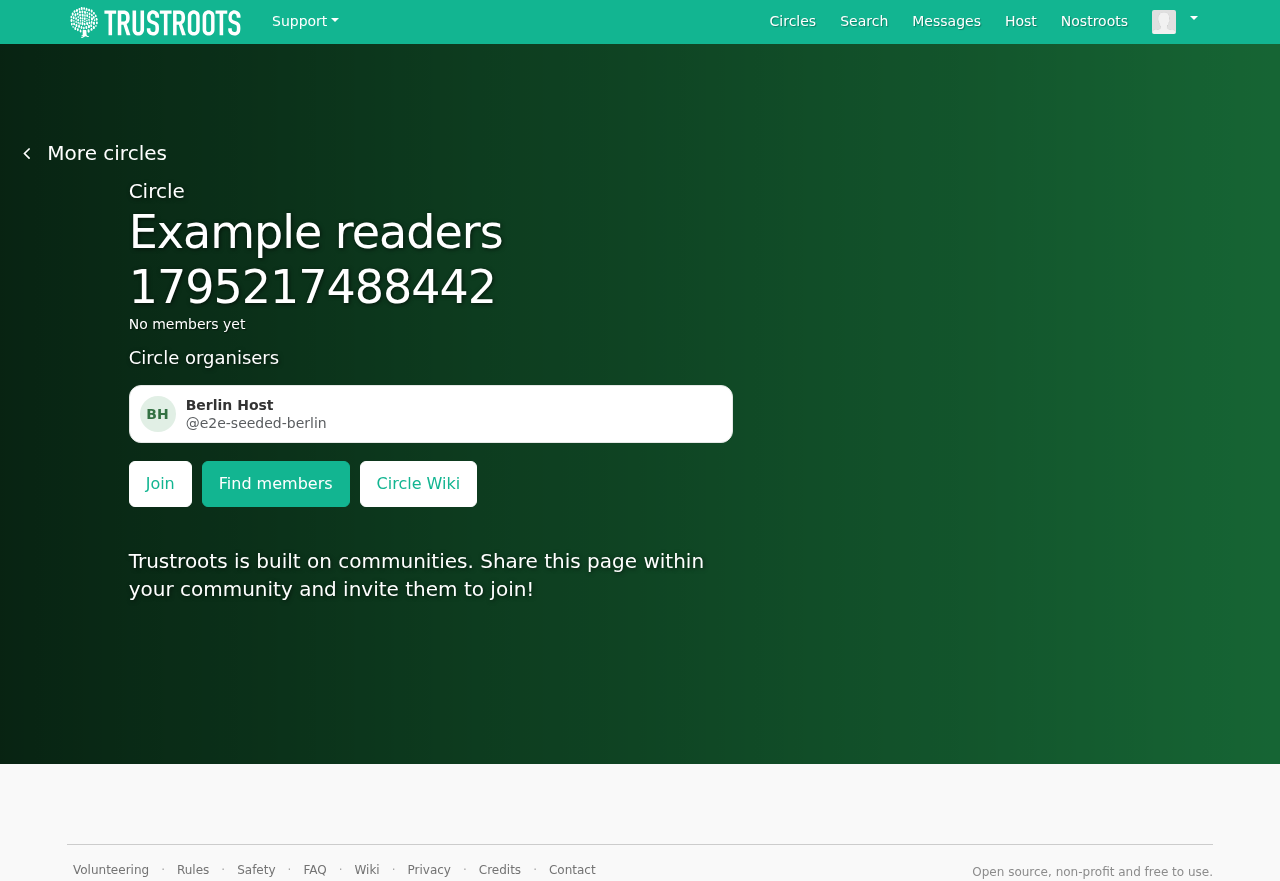 TRUSTROOTS Support Circles Search Messages Host Nostroots
More circles
Circle
Example readers
1795217488442
No members yet
Circle organisers
BH Berlin Host
@e2e-seeded-berlin
Join Find members Circle Wiki
Trustroots is built on communities. Share this page within
your community and invite them to join!
Volunteering · Rules · Safety · FAQ · Wiki · Privacy · Credits · Contact
Open source, non-profit and free to use.